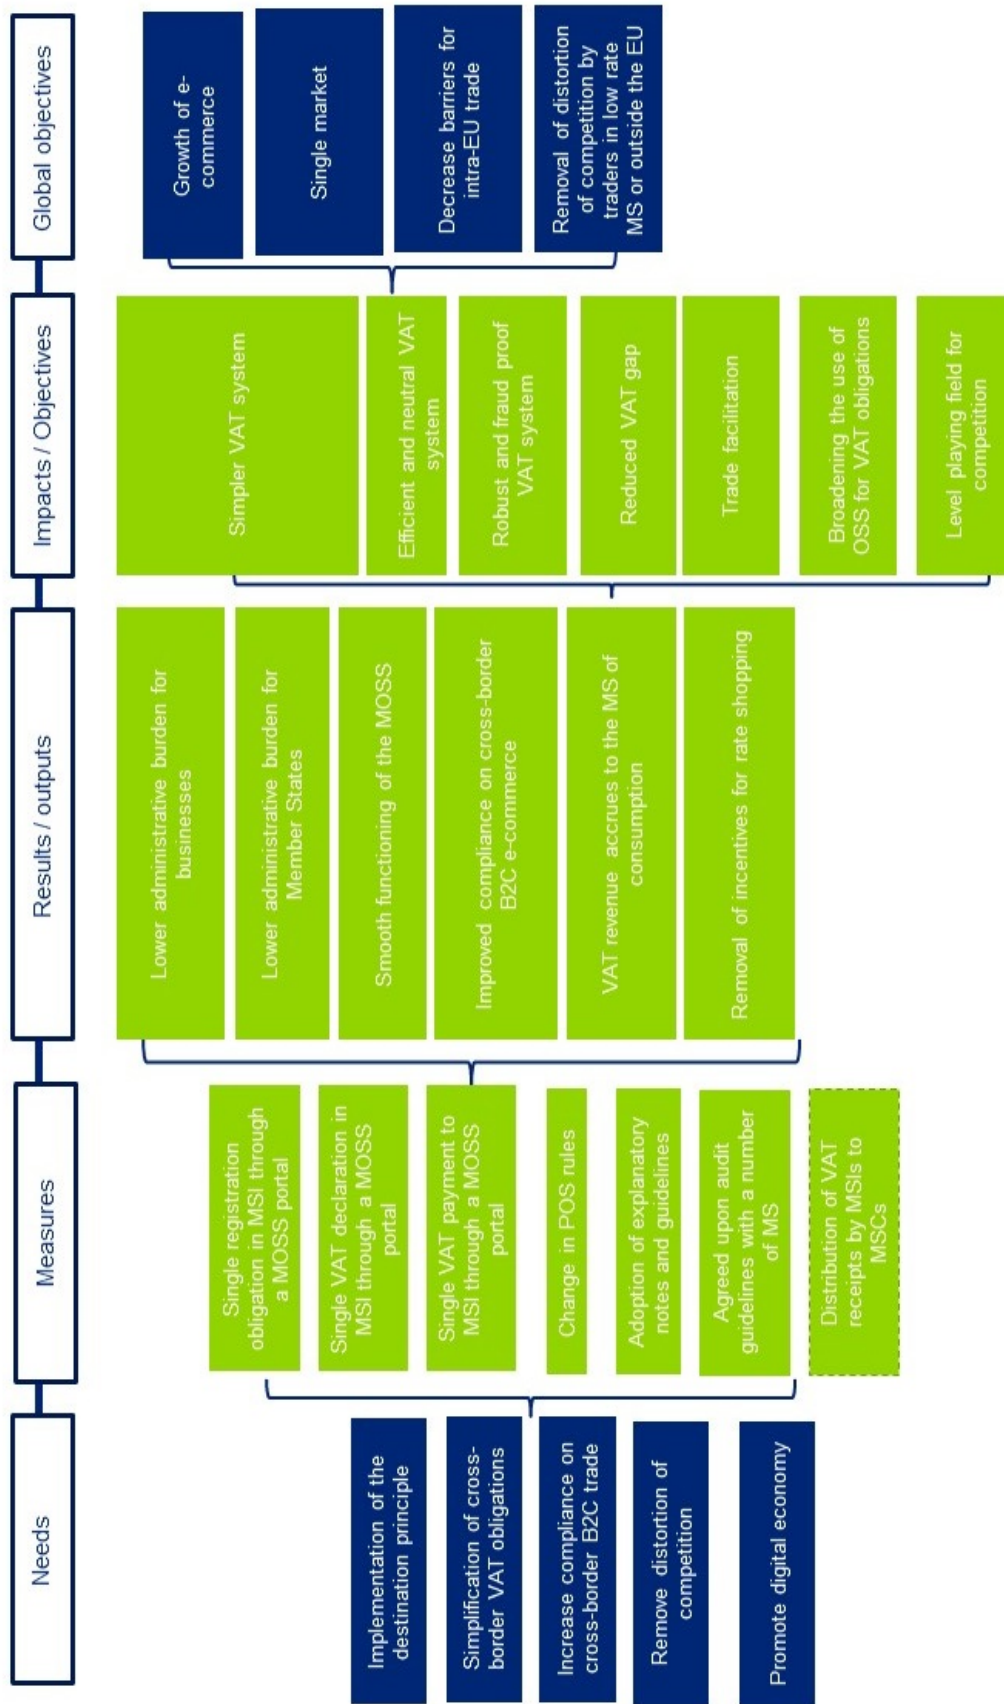 Needs
Measures
Results / outputs
Impacts / Objectives
Global objectives
Implementation of the
destination principle
Simplification of cross-
border VAT obligations
Increase compliance on
cross-border B2C trade
Remove distortion of
competition
Promote digital economy
Single registration
obligation in MSI through
a MOSS portal
Single VAT declaration in
MSI through a MOSS
portal
Single VAT payment to
MSI through a MOSS
portal
Change in POS rules
Adoption of explanatory
notes and guidelines
Agreed upon audit
guidelines with a number
of MS
Distribution of VAT
receipts by MSIs to
MSCs
Lower administrative burden for
businesses
Lower administrative burden for
Member States
Smooth functioning of the MOSS
Improved compliance on cross-border
B2C e-commerce
VAT revenue accrues to the MS of
consumption
Removal of incentives for rate shopping
Simpler VAT system
Efficient and neutral VAT
system
Robust and fraud proof
VAT system
Reduced VAT gap
Trade facilitation
Broadening the use of
OSS for VAT obligations
Level playing field for
competition
Growth of e-
commerce
Single market
Decrease barriers for
intra-EU trade
Removal of distortion
of competition by
traders in low rate
MS or outside the EU